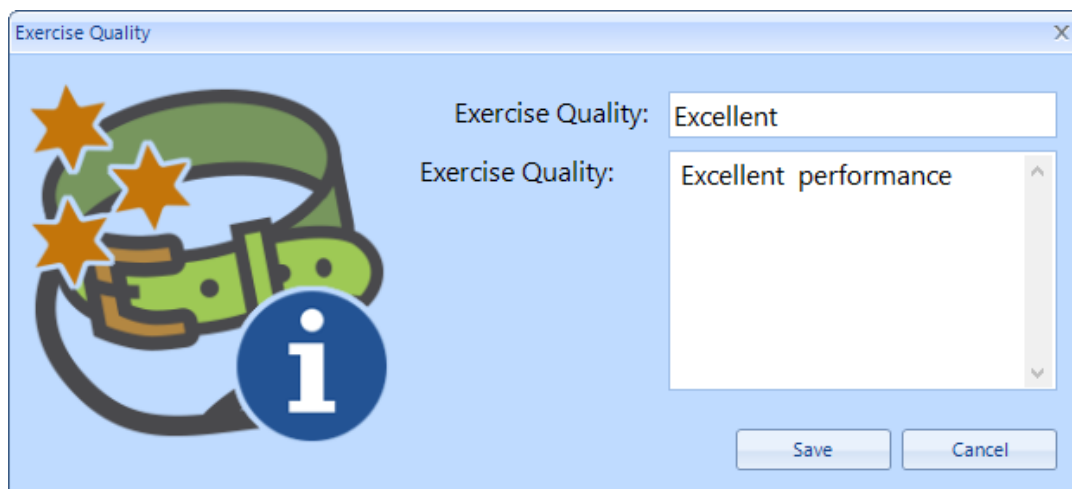 Exercise Quality
Exercise Quality: Excellent
Exercise Quality: Excellent performance
Save Cancel